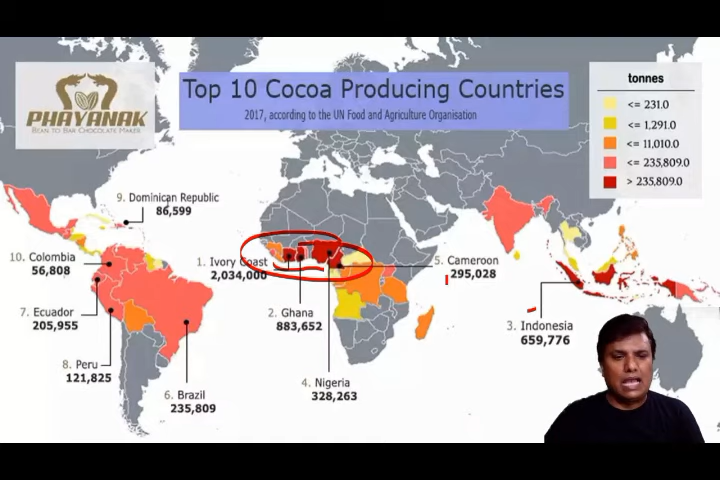 PHAYANAK
BEAN TO BAR CHOCOLATE MAKER
Top 10 Cocoa Producing Countries
2017, according to the UN Food and Agriculture Organisation
tonnes
<= 231.0
<= 1,291.0
<= 11,010.0
<= 235,809.0
> 235,809.0
9. Dominican Republic
86,599
10. Colombia
56,808
1. Ivory Coast
2,034,000
5. Cameroon
295,028
7. Ecuador
205,955
2. Ghana
883,652
3. Indonesia
659,776
8. Peru
121,825
4. Nigeria
328,263
6. Brazil
235,809